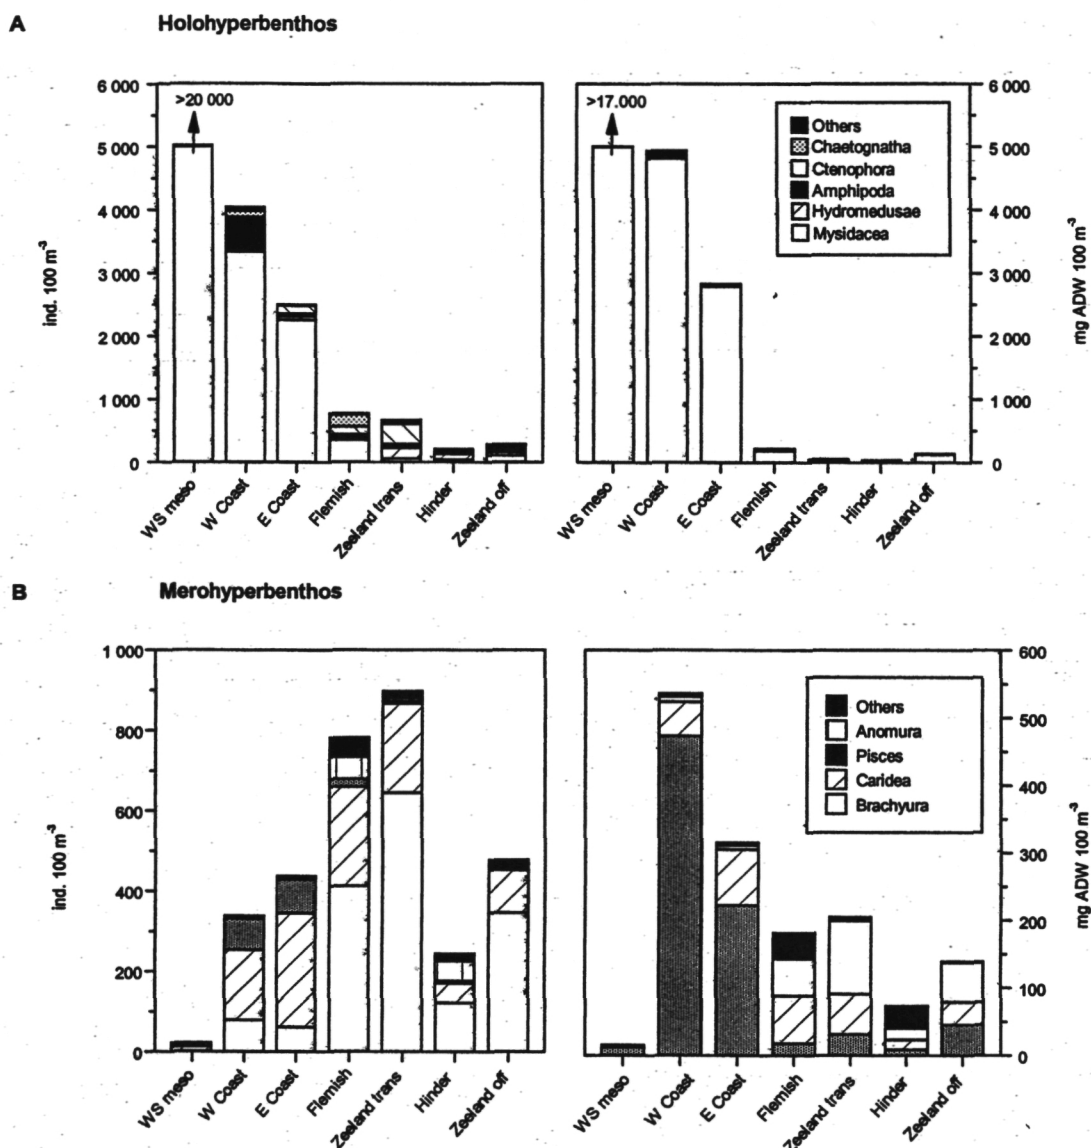 A Holohyperbenthos
6 000
5 000
4 000
3 000
2 000
1 000
0
ind. 100 m-3
>20 000
WS meso
W Coast
E Coast
Flemish
Zeeland trans
Hinder
Zeeland off
>17.000
Others
Chaetognatha
Ctenophora
Amphipoda
Hydromedusae
Mysidacea
6 000
5 000
4 000
3 000
2 000
1 000
0
mg ADW 100 m-3
WS meso
W Coast
E Coast
Flemish
Zeeland trans
Hinder
Zeeland off
B Merohyperbenthos
1 000
800
600
400
200
0
ind. 100 m-3
WS meso
W Coast
E Coast
Flemish
Zeeland trans
Hinder
Zeeland off
Others
Anomura
Pisces
Caridea
Brachyura
600
500
400
300
200
100
0
mg ADW 100 m-3
WS meso
W Coast
E Coast
Flemish
Zeeland trans
Hinder
Zeeland off